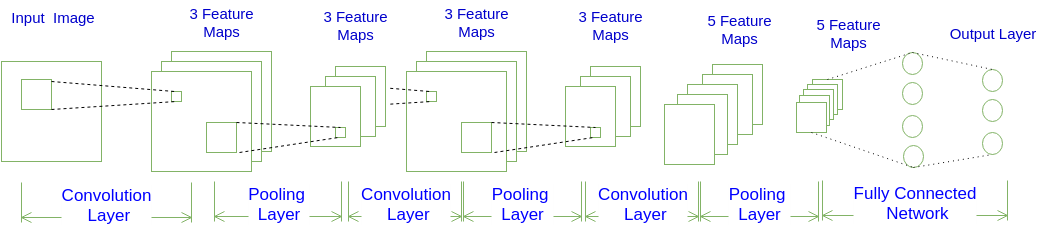 Input Image
3 Feature
Maps
3 Feature
Maps
3 Feature
Maps
3 Feature
Maps
5 Feature
Maps
5 Feature
Maps
Output Layer
Convolution
Layer
Pooling
Layer
Convolution
Layer
Pooling
Layer
Convolution
Layer
Pooling
Layer
Fully Connected
Network